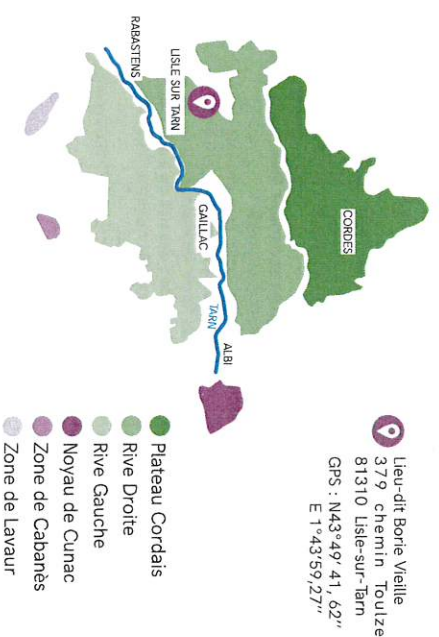 Lieu-dit Borie Vieille
379 chemin Toulze
81310 Lisle-sur-Tarn
GPS : N43°49' 41, 62''
E 1°43'59,27''
CORDES
LISLE SUR TARN
RABASTENS
GAILLAC
TARN
ALBI
Plateau Cordais
Rive Droite
Rive Gauche
Noyau de Cunac
Zone de Cabanès
Zone de Lavaur